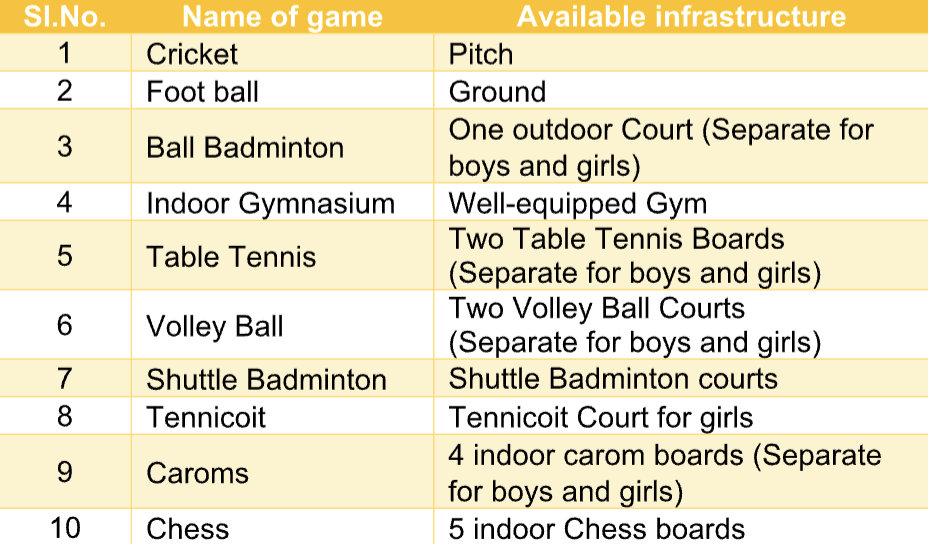 Sl.No. Name of game Available infrastructure
1 Cricket Pitch
2 Foot ball Ground
3 Ball Badminton One outdoor Court (Separate for
boys and girls)
4 Indoor Gymnasium Well-equipped Gym
5 Table Tennis Two Table Tennis Boards
(Separate for boys and girls)
6 Volley Ball Two Volley Ball Courts
(Separate for boys and girls)
7 Shuttle Badminton Shuttle Badminton courts
8 Tennicoit Tennicoit Court for girls
9 Caroms 4 indoor carom boards (Separate
for boys and girls)
10 Chess 5 indoor Chess boards